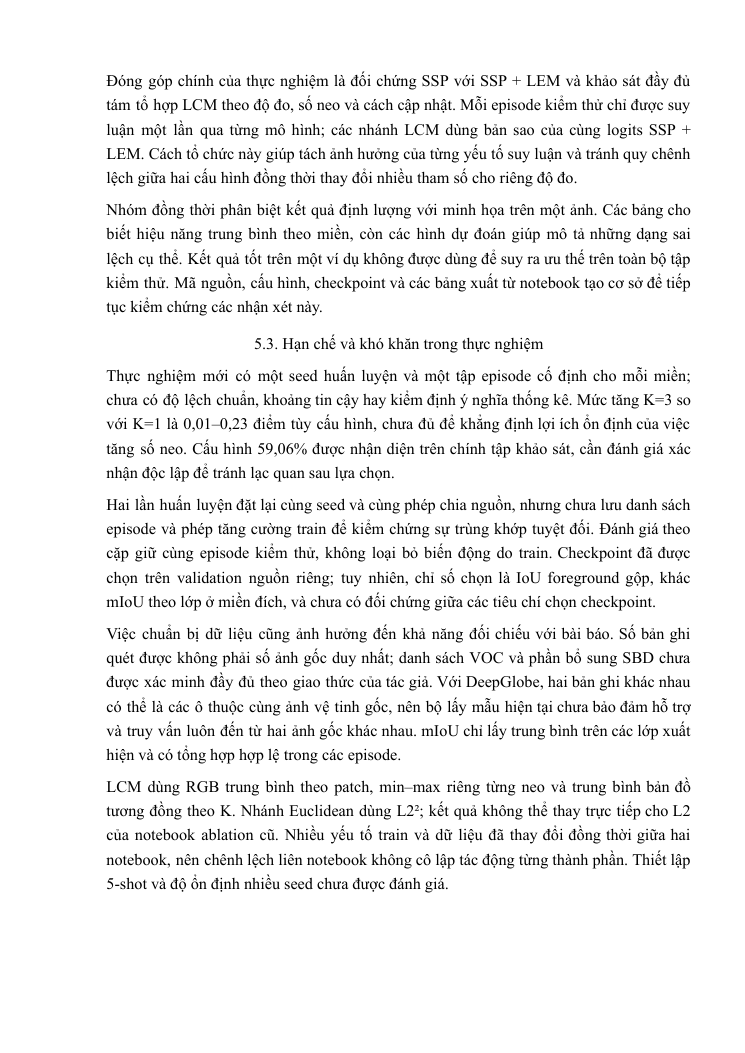 Đóng góp chính của thực nghiệm là đối chứng SSP với SSP + LEM và khảo sát đầy đủ
tám tổ hợp LCM theo độ đo, số neo và cách cập nhật. Mỗi episode kiểm thử chỉ được suy
luận một lần qua từng mô hình; các nhánh LCM dùng bản sao của cùng logits SSP +
LEM. Cách tổ chức này giúp tách ảnh hưởng của từng yếu tố suy luận và tránh quy chênh
lệch giữa hai cấu hình đồng thời thay đổi nhiều tham số cho riêng độ đo.
Nhóm đồng thời phân biệt kết quả định lượng với minh họa trên một ảnh. Các bảng cho
biết hiệu năng trung bình theo miền, còn các hình dự đoán giúp mô tả những dạng sai
lệch cụ thể. Kết quả tốt trên một ví dụ không được dùng để suy ra ưu thế trên toàn bộ tập
kiểm thử. Mã nguồn, cấu hình, checkpoint và các bảng xuất từ notebook tạo cơ sở để tiếp
tục kiểm chứng các nhận xét này.
5.3. Hạn chế và khó khăn trong thực nghiệm
Thực nghiệm mới có một seed huấn luyện và một tập episode cố định cho mỗi miền;
chưa có độ lệch chuẩn, khoảng tin cậy hay kiểm định ý nghĩa thống kê. Mức tăng K=3 so
với K=1 là 0,01–0,23 điểm tùy cấu hình, chưa đủ để khẳng định lợi ích ổn định của việc
tăng số neo. Cấu hình 59,06% được nhận diện trên chính tập khảo sát, cần đánh giá xác
nhận độc lập để tránh lạc quan sau lựa chọn.
Hai lần huấn luyện đặt lại cùng seed và cùng phép chia nguồn, nhưng chưa lưu danh sách
episode và phép tăng cường train để kiểm chứng sự trùng khớp tuyệt đối. Đánh giá theo
cặp giữ cùng episode kiểm thử, không loại bỏ biến động do train. Checkpoint đã được
chọn trên validation nguồn riêng; tuy nhiên, chỉ số chọn là IoU foreground gộp, khác
mIoU theo lớp ở miền đích, và chưa có đối chứng giữa các tiêu chí chọn checkpoint.
Việc chuẩn bị dữ liệu cũng ảnh hưởng đến khả năng đối chiếu với bài báo. Số bản ghi
quét được không phải số ảnh gốc duy nhất; danh sách VOC và phần bổ sung SBD chưa
được xác minh đầy đủ theo giao thức của tác giả. Với DeepGlobe, hai bản ghi khác nhau
có thể là các ô thuộc cùng ảnh vệ tinh gốc, nên bộ lấy mẫu hiện tại chưa bảo đảm hỗ trợ
và truy vấn luôn đến từ hai ảnh gốc khác nhau. mIoU chỉ lấy trung bình trên các lớp xuất
hiện và có tổng hợp hợp lệ trong các episode.
LCM dùng RGB trung bình theo patch, min–max riêng từng neo và trung bình bản đồ
tương đồng theo K. Nhánh Euclidean dùng L2²; kết quả không thể thay trực tiếp cho L2
của notebook ablation cũ. Nhiều yếu tố train và dữ liệu đã thay đổi đồng thời giữa hai
notebook, nên chênh lệch liên notebook không cô lập tác động từng thành phần. Thiết lập
5-shot và độ ổn định nhiều seed chưa được đánh giá.